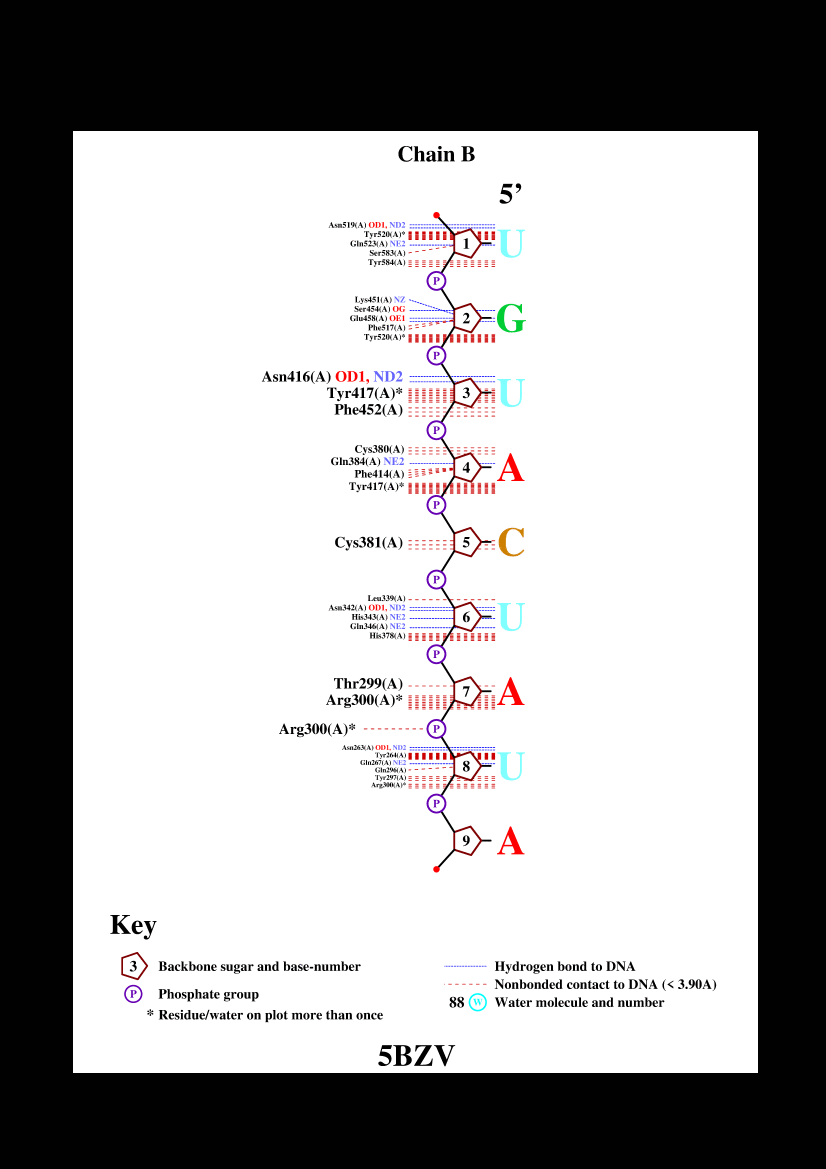 Chain B
5’
Asn519(A) OD1, ND2
Tyr520(A)*
Gln523(A) NE2
Ser583(A)
Tyr584(A)
1 U
P
Lys451(A) NZ
Ser454(A) OG
Glu458(A) OE1
Phe517(A)
Tyr520(A)*
2 G
P
Asn416(A) OD1, ND2
Tyr417(A)*
Phe452(A)
3 U
P
Cys380(A)
Gln384(A) NE2
Phe414(A)
Tyr417(A)*
4 A
P
Cys381(A) 5 C
P
Leu339(A)
Asn342(A) OD1, ND2
His343(A) NE2
Gln346(A) NE2
His378(A)
6 U
P
Thr299(A)
Arg300(A)*
7 A
Arg300(A)* P
Asn263(A) OD1, ND2
Tyr264(A)
Gln267(A) NE2
Gln296(A)
Tyr297(A)
Arg300(A)*
8 U
P
9 A
Key
3 Backbone sugar and base-number
P Phosphate group
* Residue/water on plot more than once
Hydrogen bond to DNA
Nonbonded contact to DNA (< 3.90A)
88 W Water molecule and number
5BZV